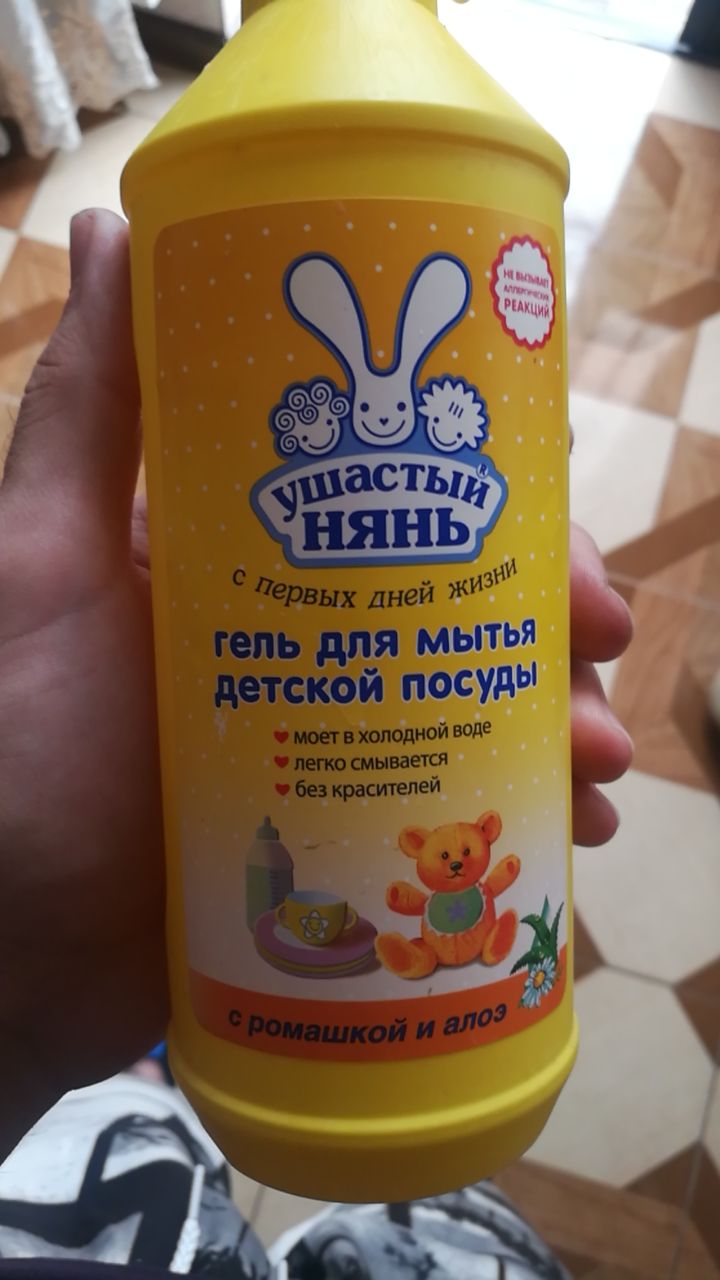 НЕ ВЫЗЫВАЕТ
АЛЛЕРГИЧЕСКИХ
РЕАКЦИЙ
ушастый®
НЯНЬ
с первых дней жизни
гель для мытья
детской посуды
моет в холодной воде
легко смывается
без красителей
с ромашкой и алоэ